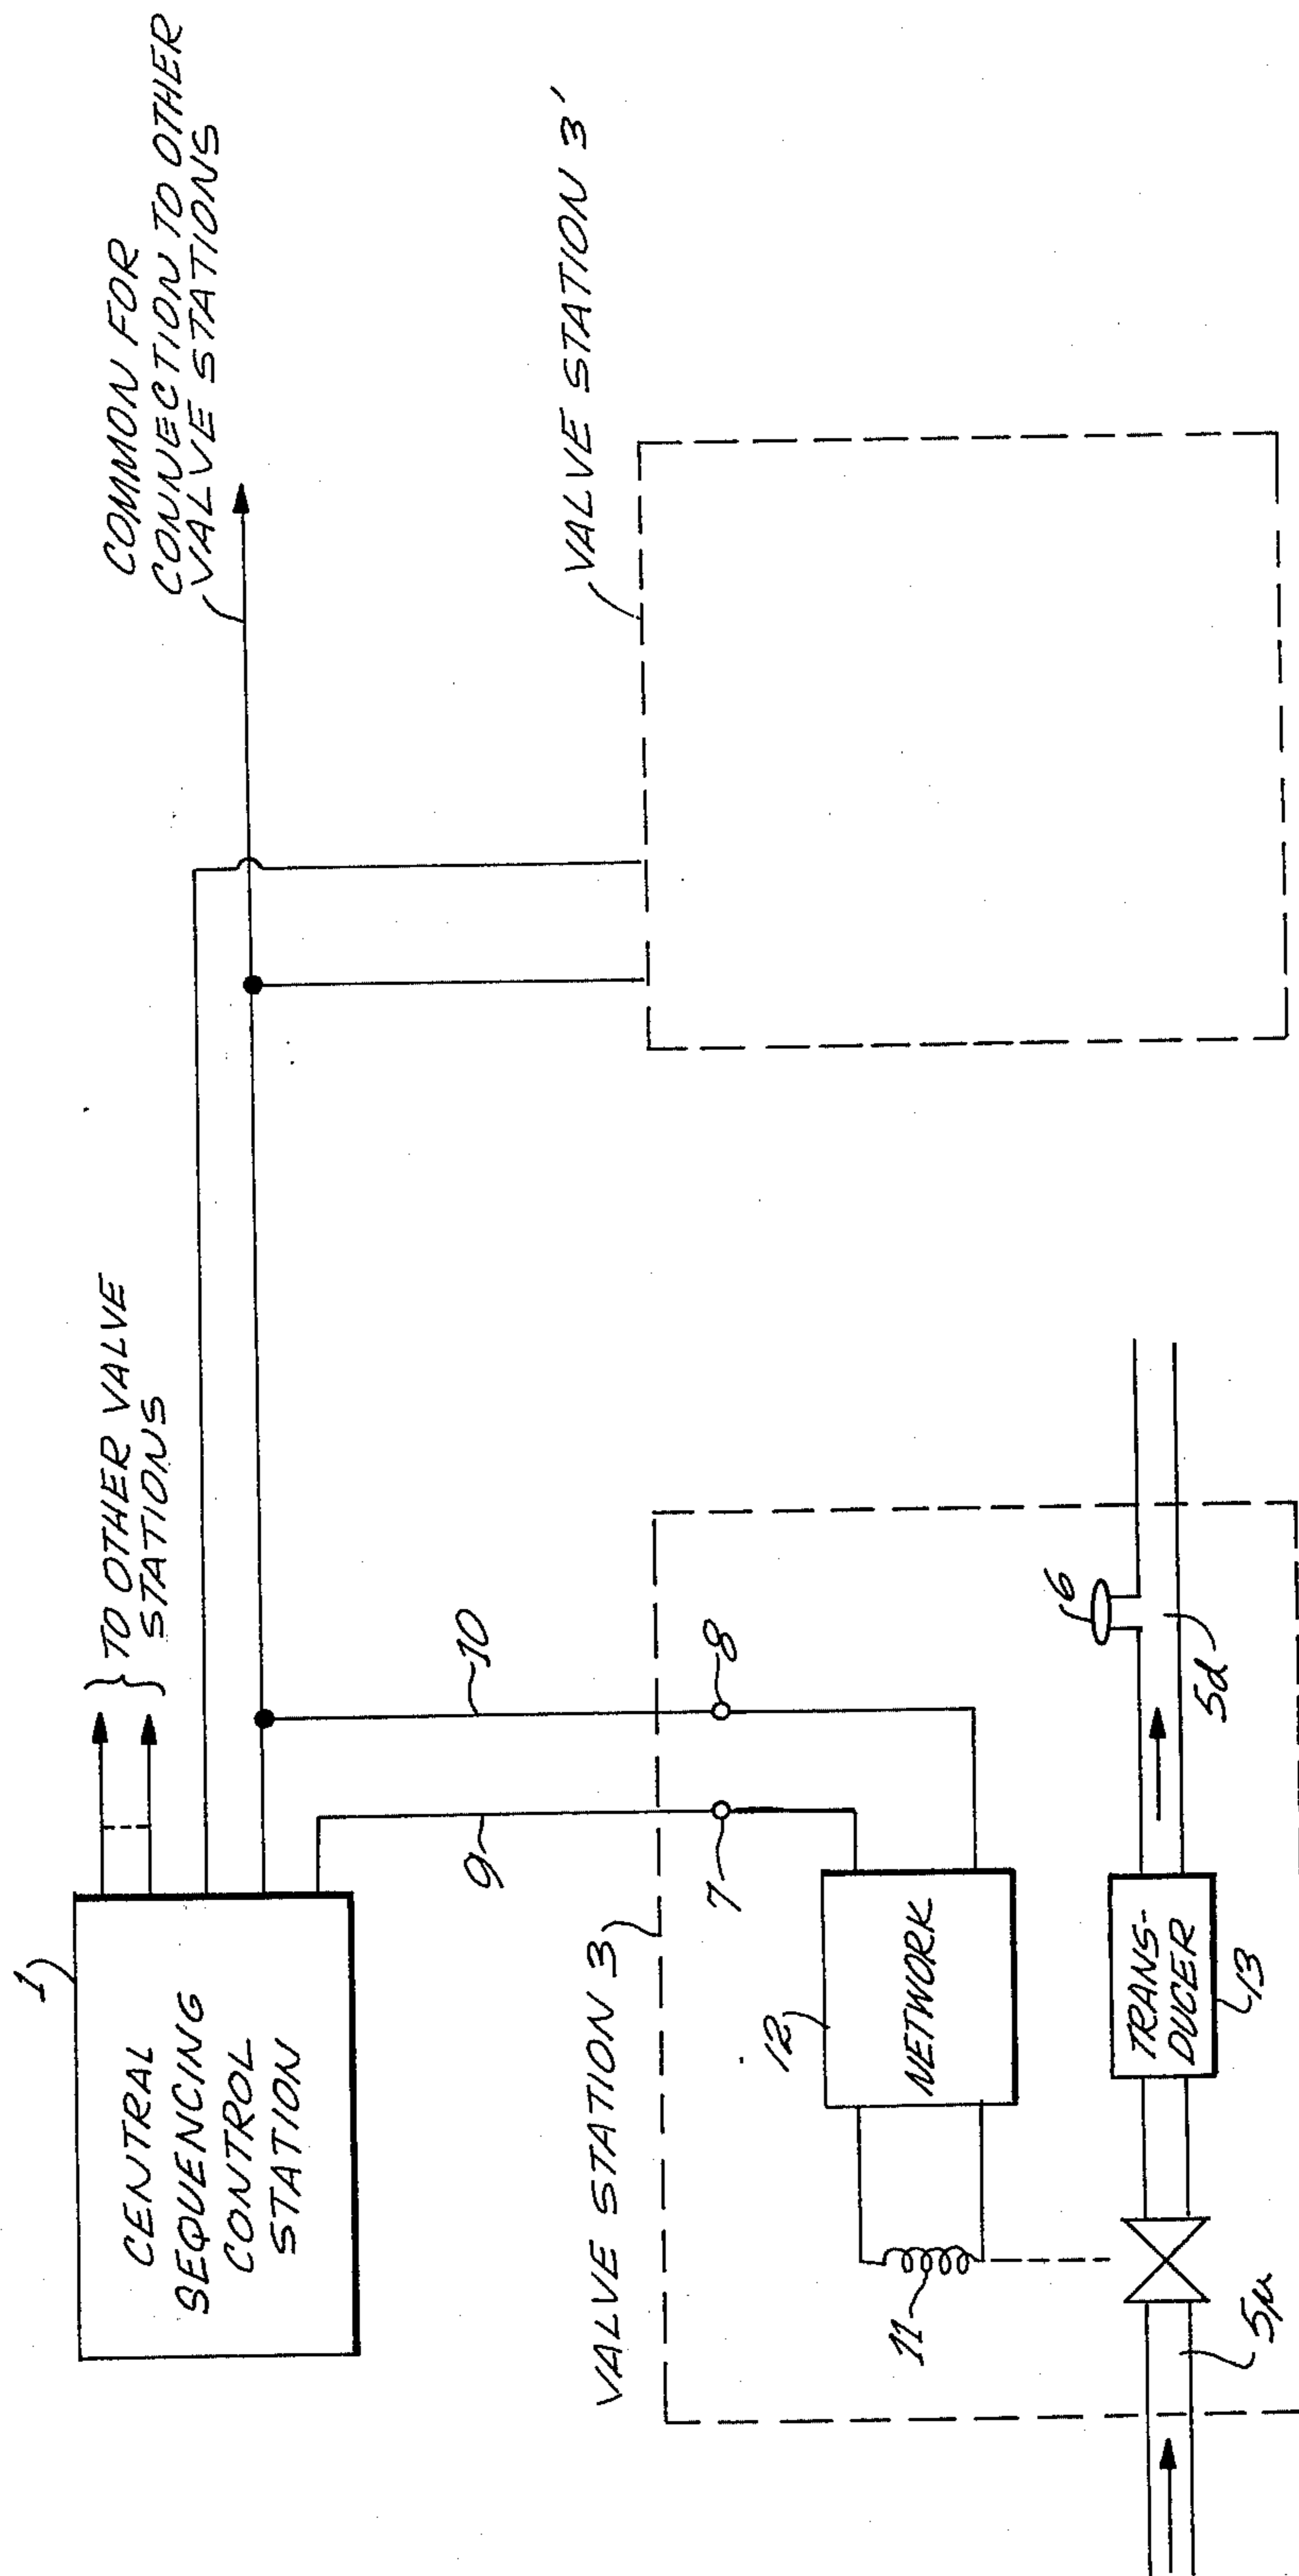 1
CENTRAL
SEQUENCING
CONTROL
STATION
} TO OTHER VALVE
STATIONS
COMMON FOR
CONNECTION TO OTHER
VALVE STATIONS
9
10
VALVE STATION 3
VALVE STATION 3'
7
8
12
NETWORK
11
6
TRANS-
DUCER
13
5u
5d